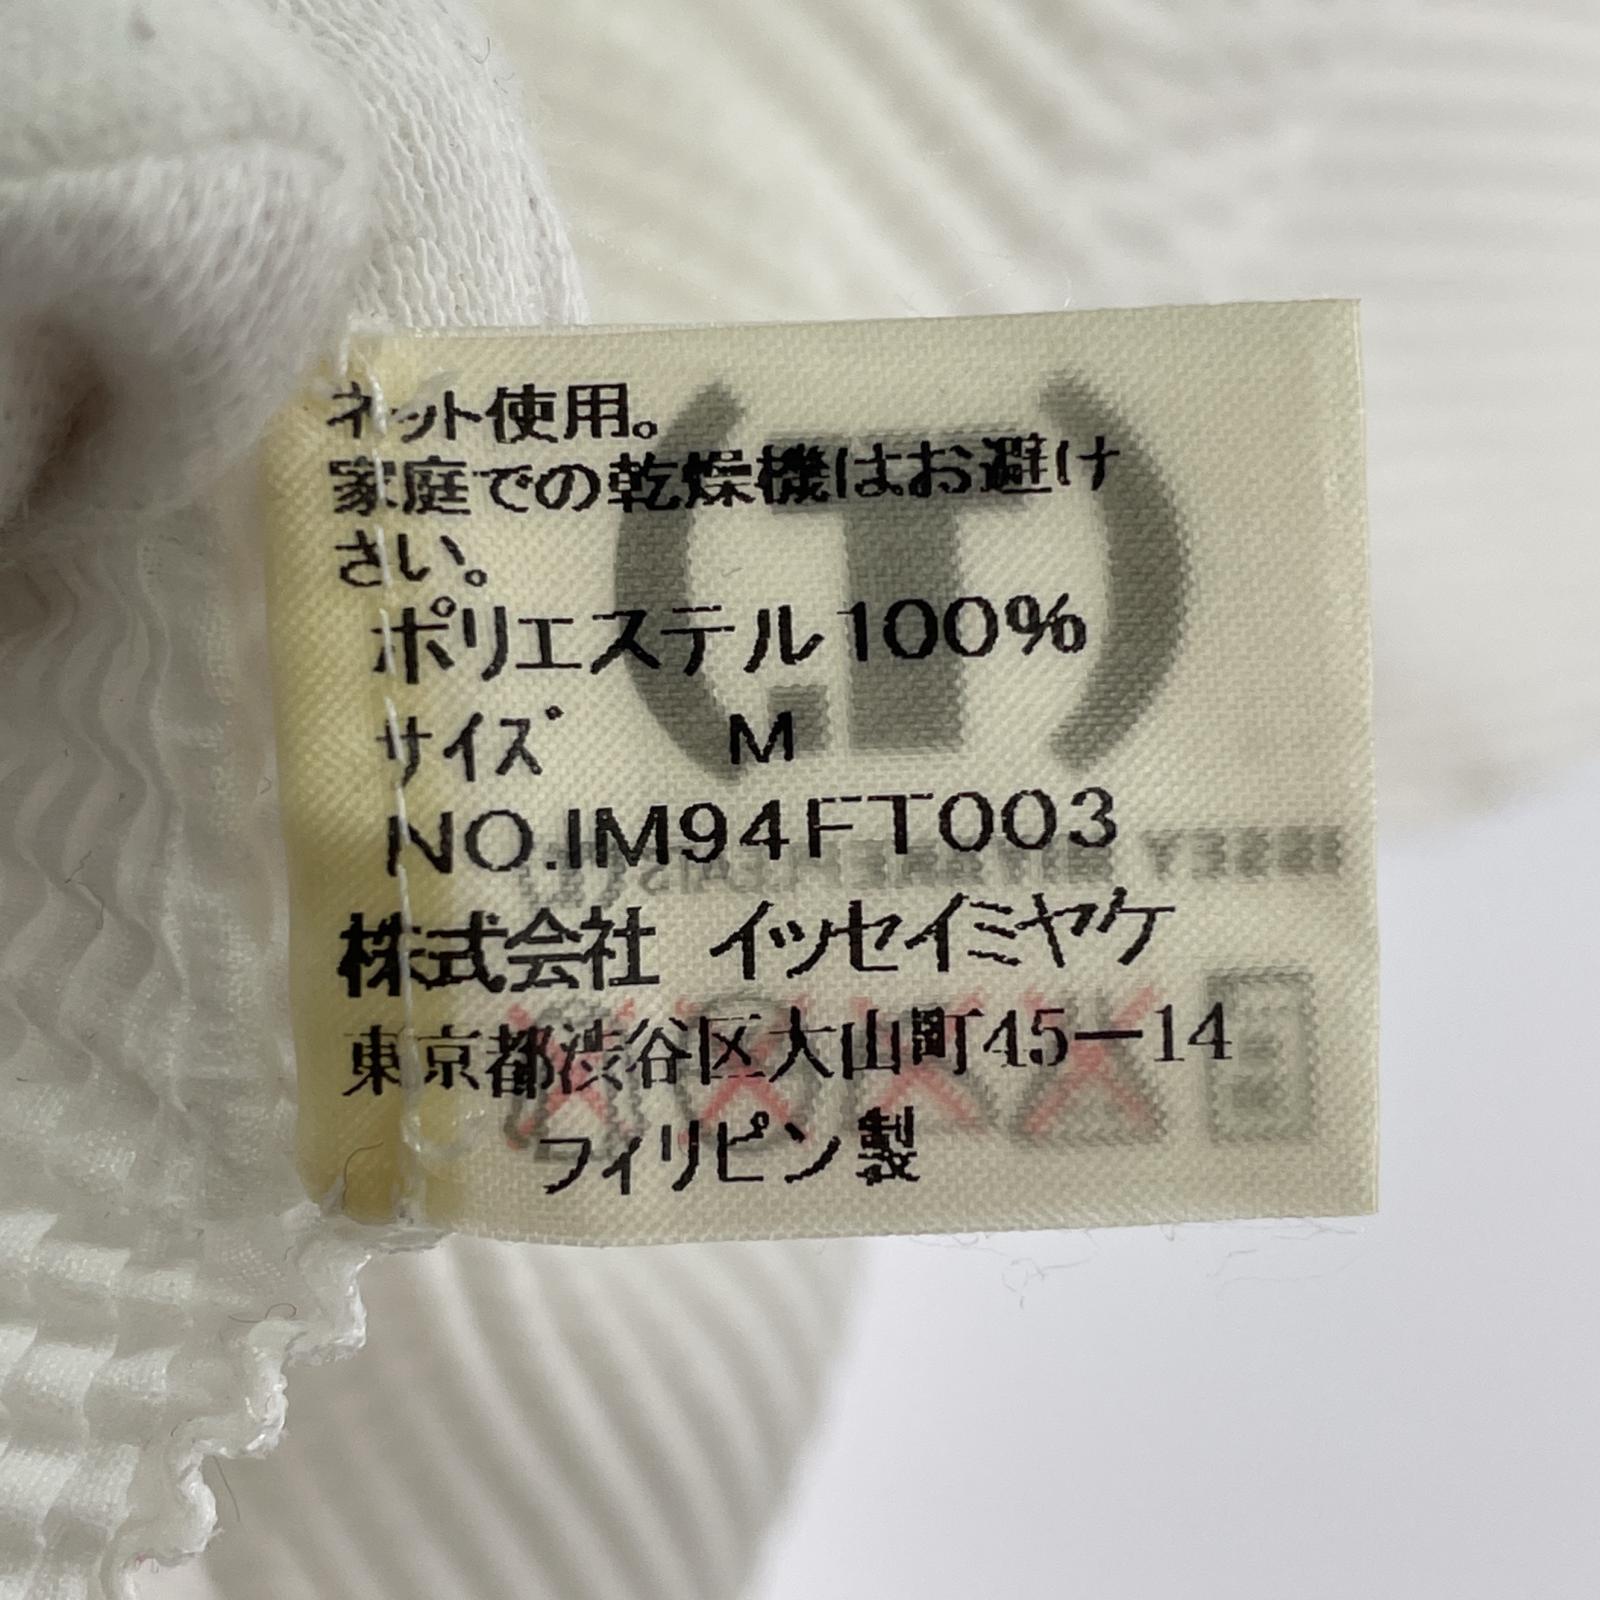 ネット使用。
家庭での乾燥機はお避け
さい。
ポリエステル100%
サイズ M
NO.IM94FT003
株式会社 イッセイミヤケ
東京都渋谷区大山町45-14
フィリピン製